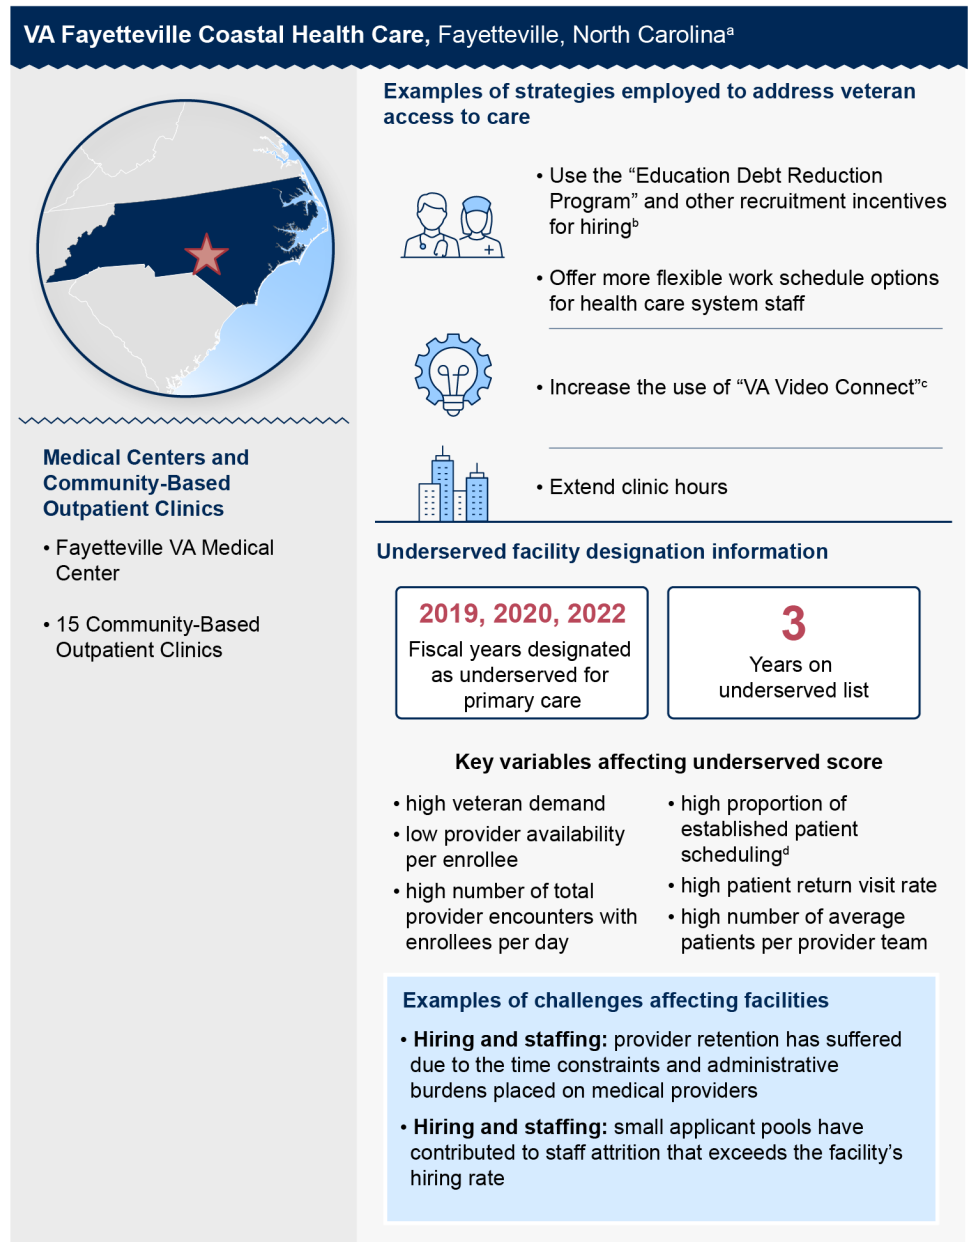 VA Fayetteville Coastal Health Care, Fayetteville, North Carolinaᵃ
Medical Centers and
Community-Based
Outpatient Clinics
• Fayetteville VA Medical
Center
• 15 Community-Based
Outpatient Clinics
Examples of strategies employed to address veteran
access to care
• Use the “Education Debt Reduction
Program” and other recruitment incentives
for hiringᵇ
• Offer more flexible work schedule options
for health care system staff
• Increase the use of “VA Video Connect”ᶜ
• Extend clinic hours
Underserved facility designation information
2019, 2020, 2022
Fiscal years designated
as underserved for
primary care
3
Years on
underserved list
Key variables affecting underserved score
• high veteran demand
• low provider availability
per enrollee
• high number of total
provider encounters with
enrollees per day
• high proportion of
established patient
schedulingᵈ
• high patient return visit rate
• high number of average
patients per provider team
Examples of challenges affecting facilities
• Hiring and staffing: provider retention has suffered
due to the time constraints and administrative
burdens placed on medical providers
• Hiring and staffing: small applicant pools have
contributed to staff attrition that exceeds the facility’s
hiring rate